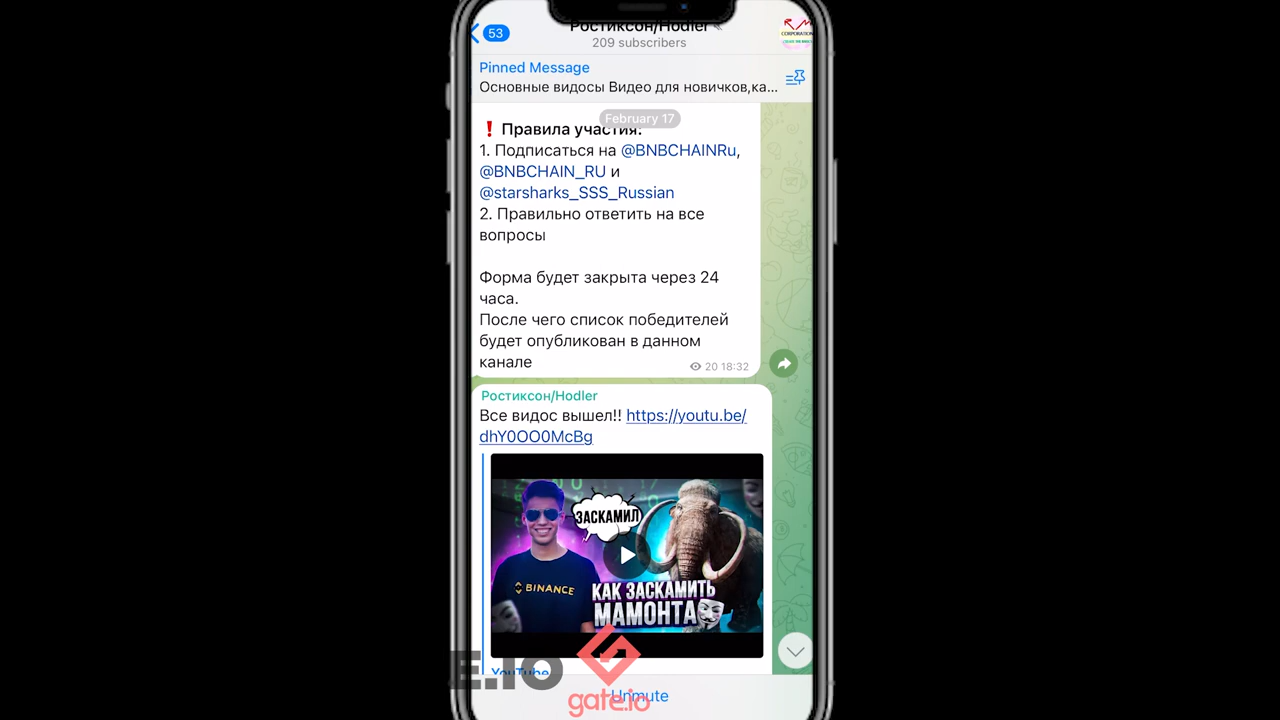 53
Ростиксон/Hodler
209 subscribers
CORPORATION
Pinned Message
Основные видосы Видео для новичков,ка...
February 17
❗ Правила участия:
1. Подписаться на @BNBCHAINRu,
@BNBCHAIN_RU и
@starsharks_SSS_Russian
2. Правильно ответить на все
вопросы
Форма будет закрыта через 24
часа.
После чего список победителей
будет опубликован в данном
канале
20 18:32
Ростиксон/Hodler
Все видос вышел!! https://youtu.be/
dhY0OO0McBg
ЗАСКАМИЛ
BINANCE
КАК ЗАСКАМИТЬ
МАМОНТА
YouTube
E.IO
gate.io
Unmute